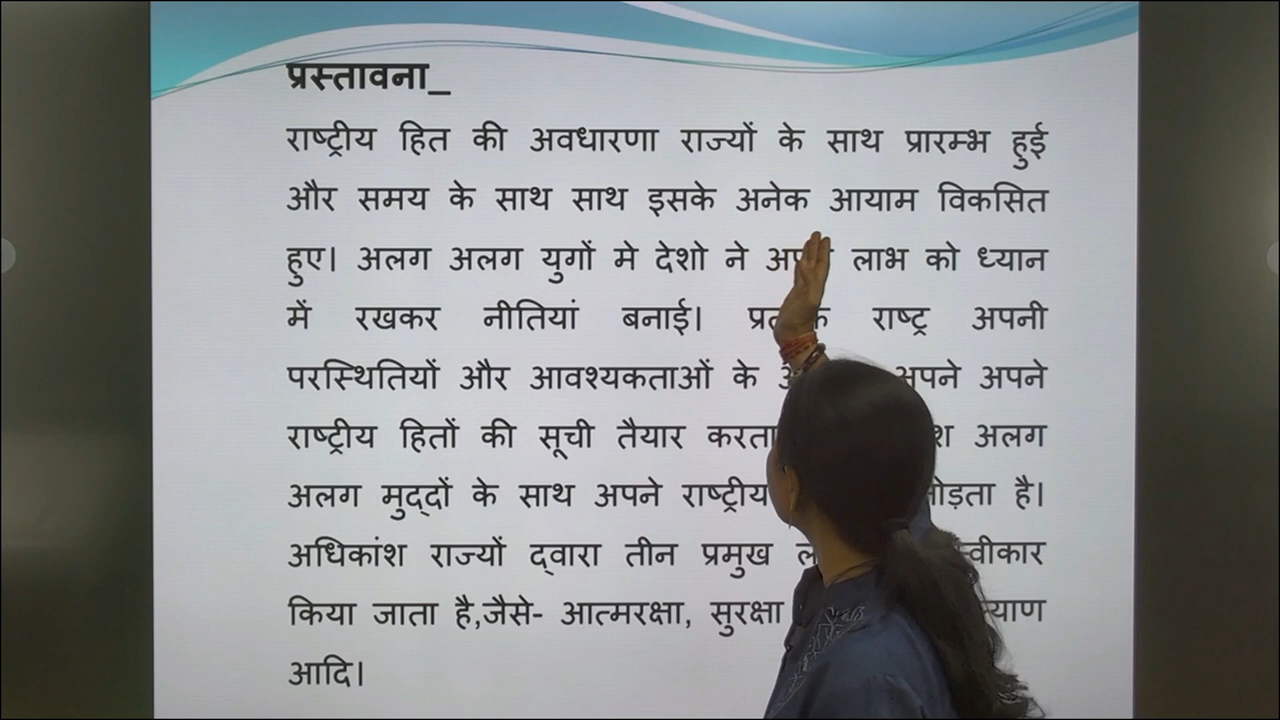 प्रस्तावना_
राष्ट्रीय हित की अवधारणा राज्यों के साथ प्रारम्भ हुई
और समय के साथ साथ इसके अनेक आयाम विकसित
हुए। अलग अलग युगों मे देशो ने लाभ को ध्यान
में रखकर नीतियां बनाई। राष्ट्र अपनी
परस्थितियों और आवश्यकताओं के अपने अपने
राष्ट्रीय हितों की सूची तैयार करता अलग
अलग मुद्दों के साथ अपने राष्ट्रीय है।
अधिकांश राज्यों द्वारा तीन प्रमुख
किया जाता है,जैसे- आत्मरक्षा, सुरक्षा
आदि।